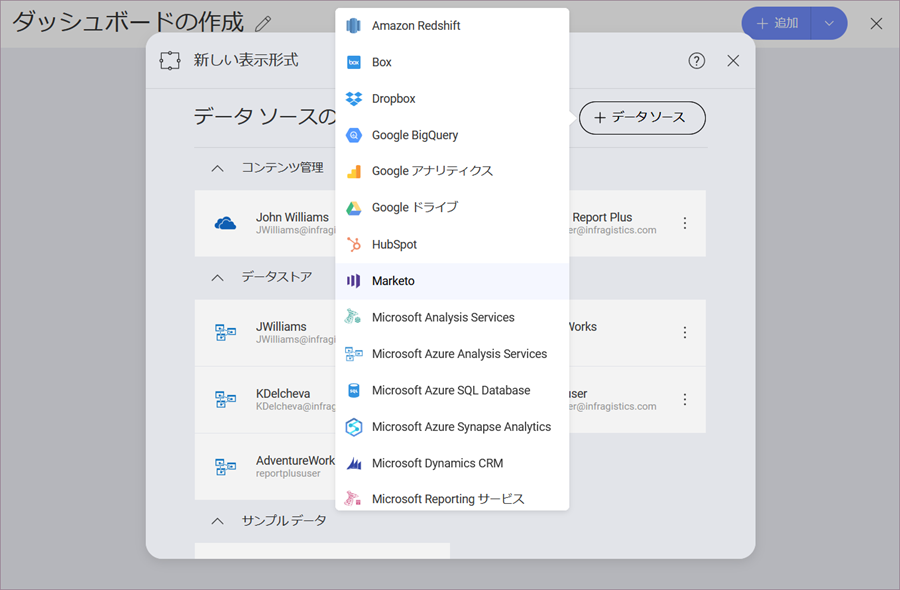 ダッシュボードの作成
追加
新しい表示形式
データ ソースの
データ ソース
Amazon Redshift
Box
Dropbox
Google BigQuery
Google アナリティクス
Google ドライブ
HubSpot
Marketo
Microsoft Analysis Services
Microsoft Azure Analysis Services
Microsoft Azure SQL Database
Microsoft Azure Synapse Analytics
Microsoft Dynamics CRM
Microsoft Reporting サービス
コンテンツ管理
John Williams
JWilliams@infragi
Report Plus
er@infragistics.com
データストア
JWilliams
JWilliams@infragi
Works
KDelcheva
KDelcheva@infrag
user
er@infragistics.com
AdventureWork
reportplususer
サンプル データ